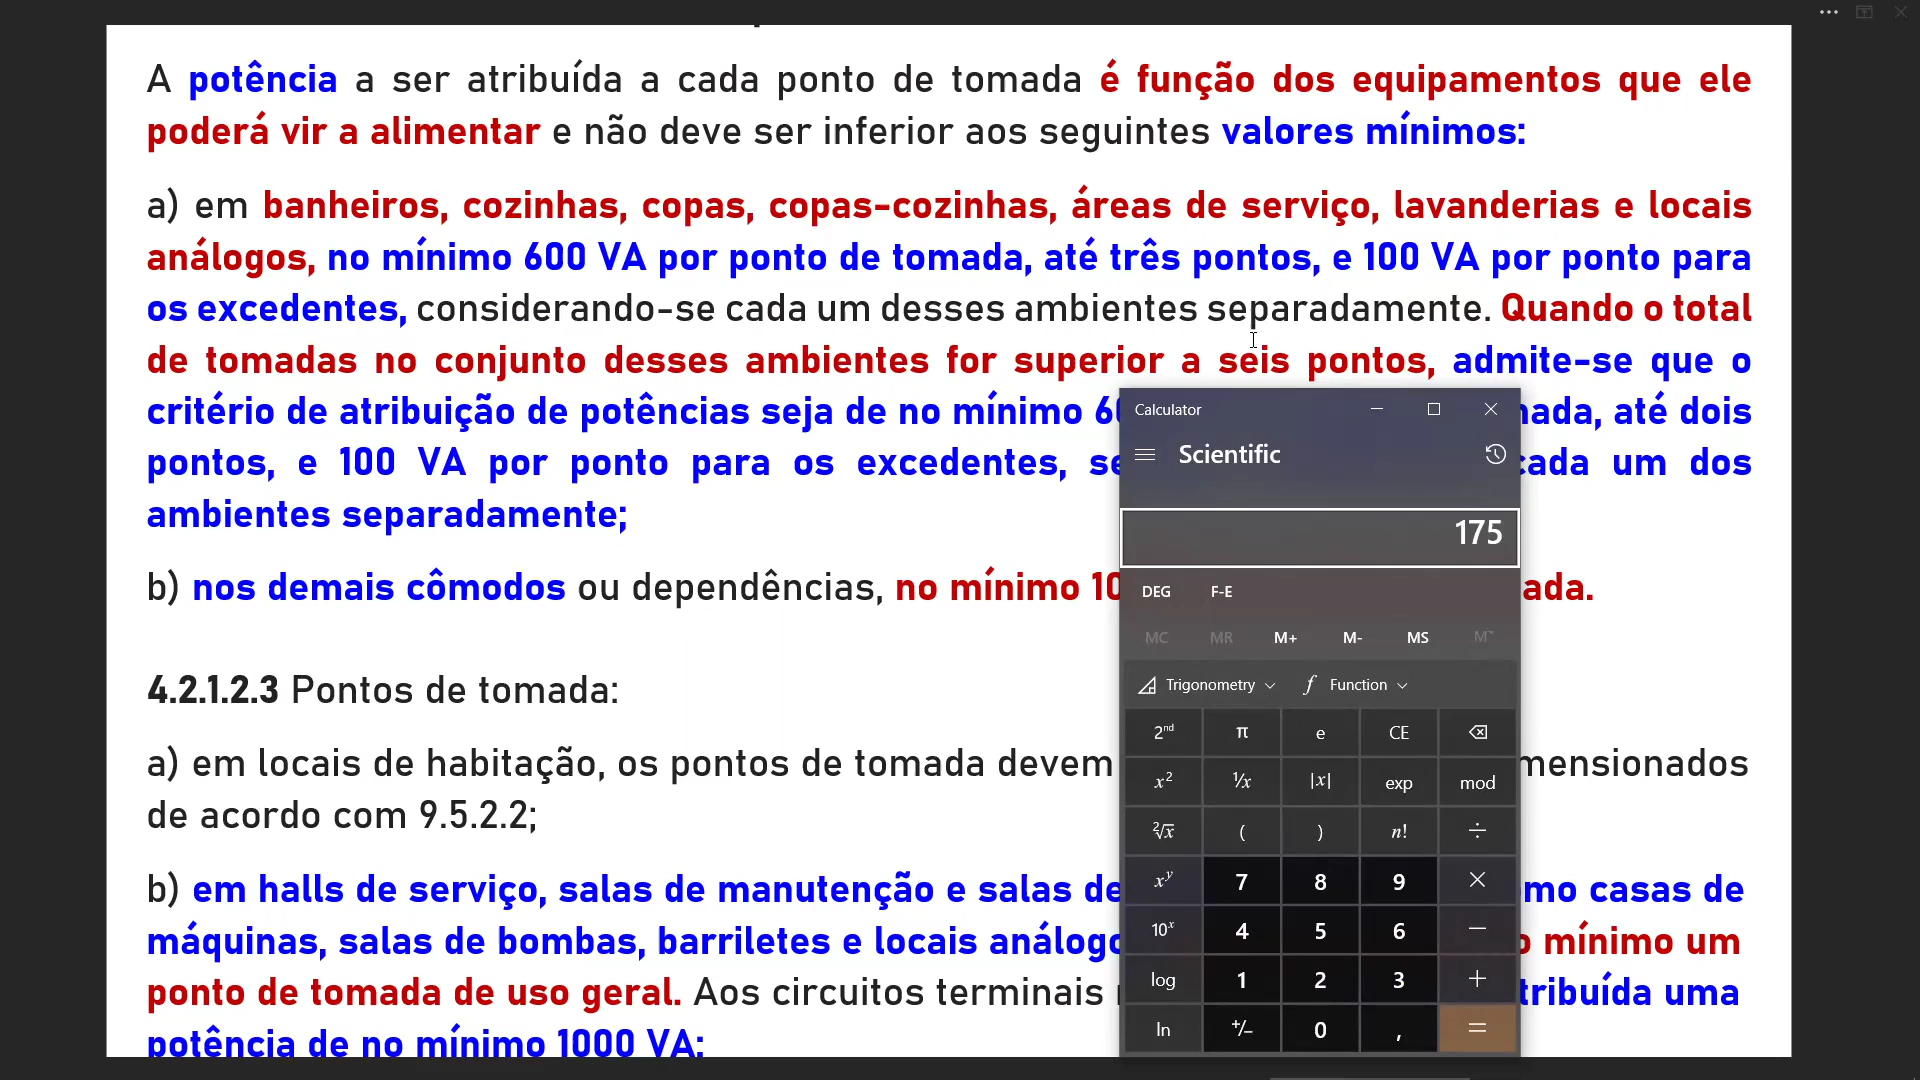 A potência a ser atribuída a cada ponto de tomada é função dos equipamentos que ele
poderá vir a alimentar e não deve ser inferior aos seguintes valores mínimos:
a) em banheiros, cozinhas, copas, copas-cozinhas, áreas de serviço, lavanderias e locais
análogos, no mínimo 600 VA por ponto de tomada, até três pontos, e 100 VA por ponto para
os excedentes, considerando-se cada um desses ambientes separadamente. Quando o total
de tomadas no conjunto desses ambientes for superior a seis pontos, admite-se que o
critério de atribuição de potências seja de no mínimo 6 nada, até dois
pontos, e 100 VA por ponto para os excedentes, se cada um dos
ambientes separadamente;
b) nos demais cômodos ou dependências, no mínimo 10 ada.
4.2.1.2.3 Pontos de tomada:
a) em locais de habitação, os pontos de tomada devem mensionados
de acordo com 9.5.2.2;
b) em halls de serviço, salas de manutenção e salas de mo casas de
máquinas, salas de bombas, barriletes e locais análogo mínimo um
ponto de tomada de uso geral. Aos circuitos terminais tribuída uma
potência de no mínimo 1000 VA;
Calculator
Scientific
175
DEG F-E
MC MR M+ M- MS M˅
Trigonometry Function
2nd π e CE
x² ¹/x |x| exp mod
²√x ( ) n! ÷
xʸ 7 8 9 ×
10ˣ 4 5 6 −
log 1 2 3 +
ln +/− 0 , =